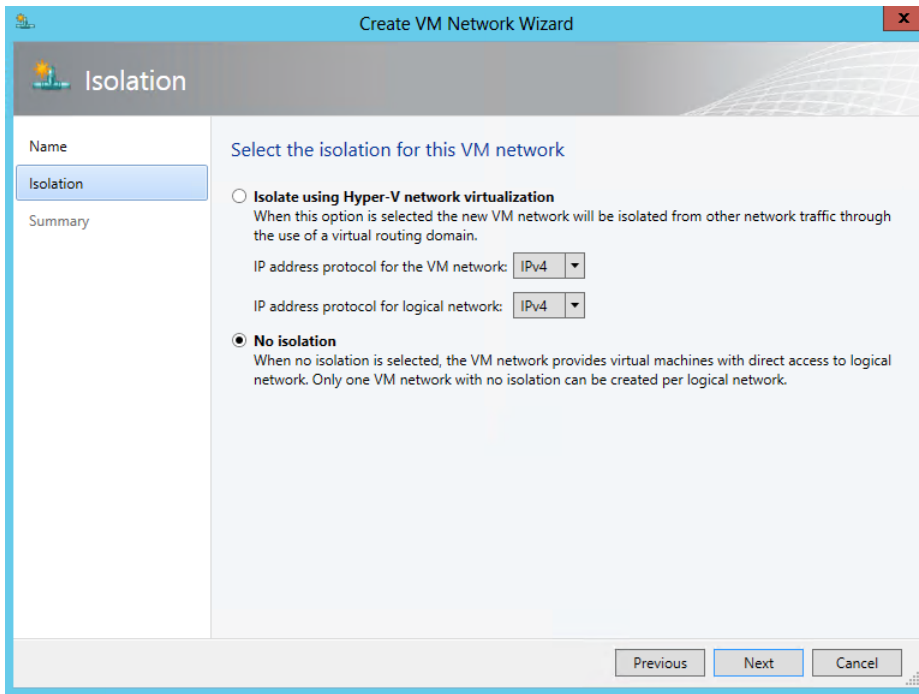 Create VM Network Wizard
x
Isolation
Name
Isolation
Summary
Select the isolation for this VM network
Isolate using Hyper-V network virtualization
When this option is selected the new VM network will be isolated from other network traffic through
the use of a virtual routing domain.
IP address protocol for the VM network: IPv4
IP address protocol for logical network: IPv4
No isolation
When no isolation is selected, the VM network provides virtual machines with direct access to logical
network. Only one VM network with no isolation can be created per logical network.
Previous Next Cancel